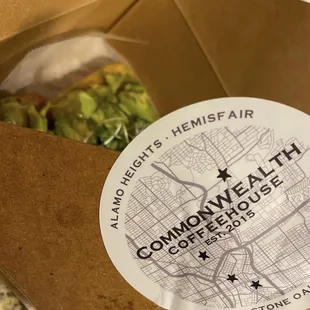 ALAMO HEIGHTS · HEMISFAIR
COMMONWEALTH
COFFEEHOUSE
EST. 2015
STONE OA